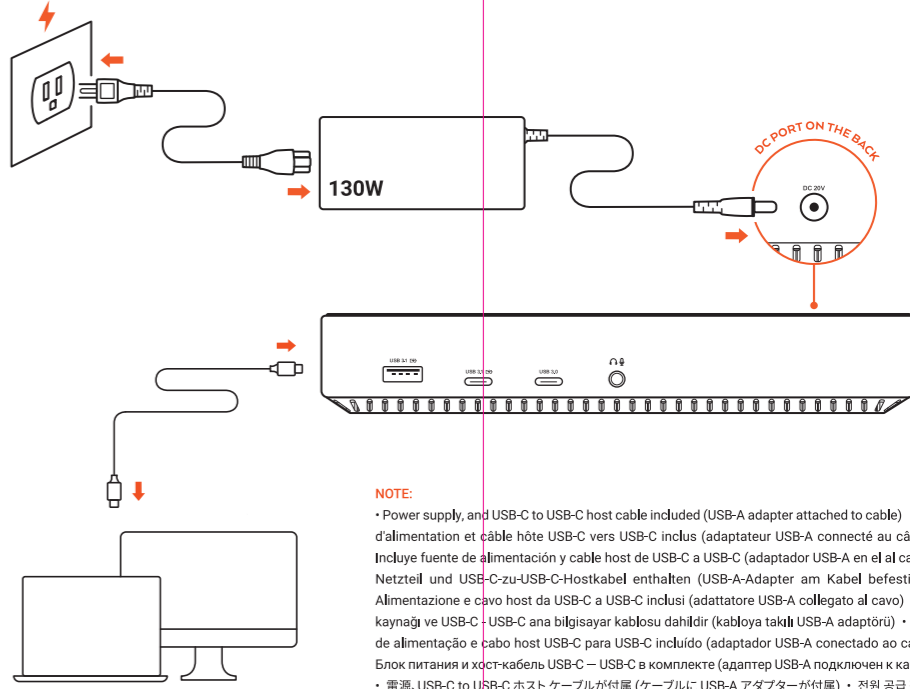 DC PORT ON THE BACK
DC 20V
130W
USB 3.1
USB 3.1
USB 3.0
NOTE:
• Power supply, and USB-C to USB-C host cable included (USB-A adapter attached to cable)
d'alimentation et câble hôte USB-C vers USB-C inclus (adaptateur USB-A connecté au
Incluye fuente de alimentación y cable host de USB-C a USB-C (adaptador USB-A en el al
Netzteil und USB-C-zu-USB-C-Hostkabel enthalten (USB-A-Adapter am Kabel
Alimentazione e cavo host da USB-C a USB-C inclusi (adattatore USB-A collegato al cavo)
kaynağı ve USB-C - USB-C ana bilgisayar kablosu dahildir (kabloya takılı USB-A adaptörü) •
de alimentação e cabo host USB-C para USB-C incluído (adaptador USB-A conectado ao
Блок питания и хост-кабель USB-C — USB-C в комплекте (адаптер USB-A подключен к
• 電源、USB-C to USB-C ホスト ケーブルが付属 (ケーブルに USB-A アダプターが付属) • 전원 공급